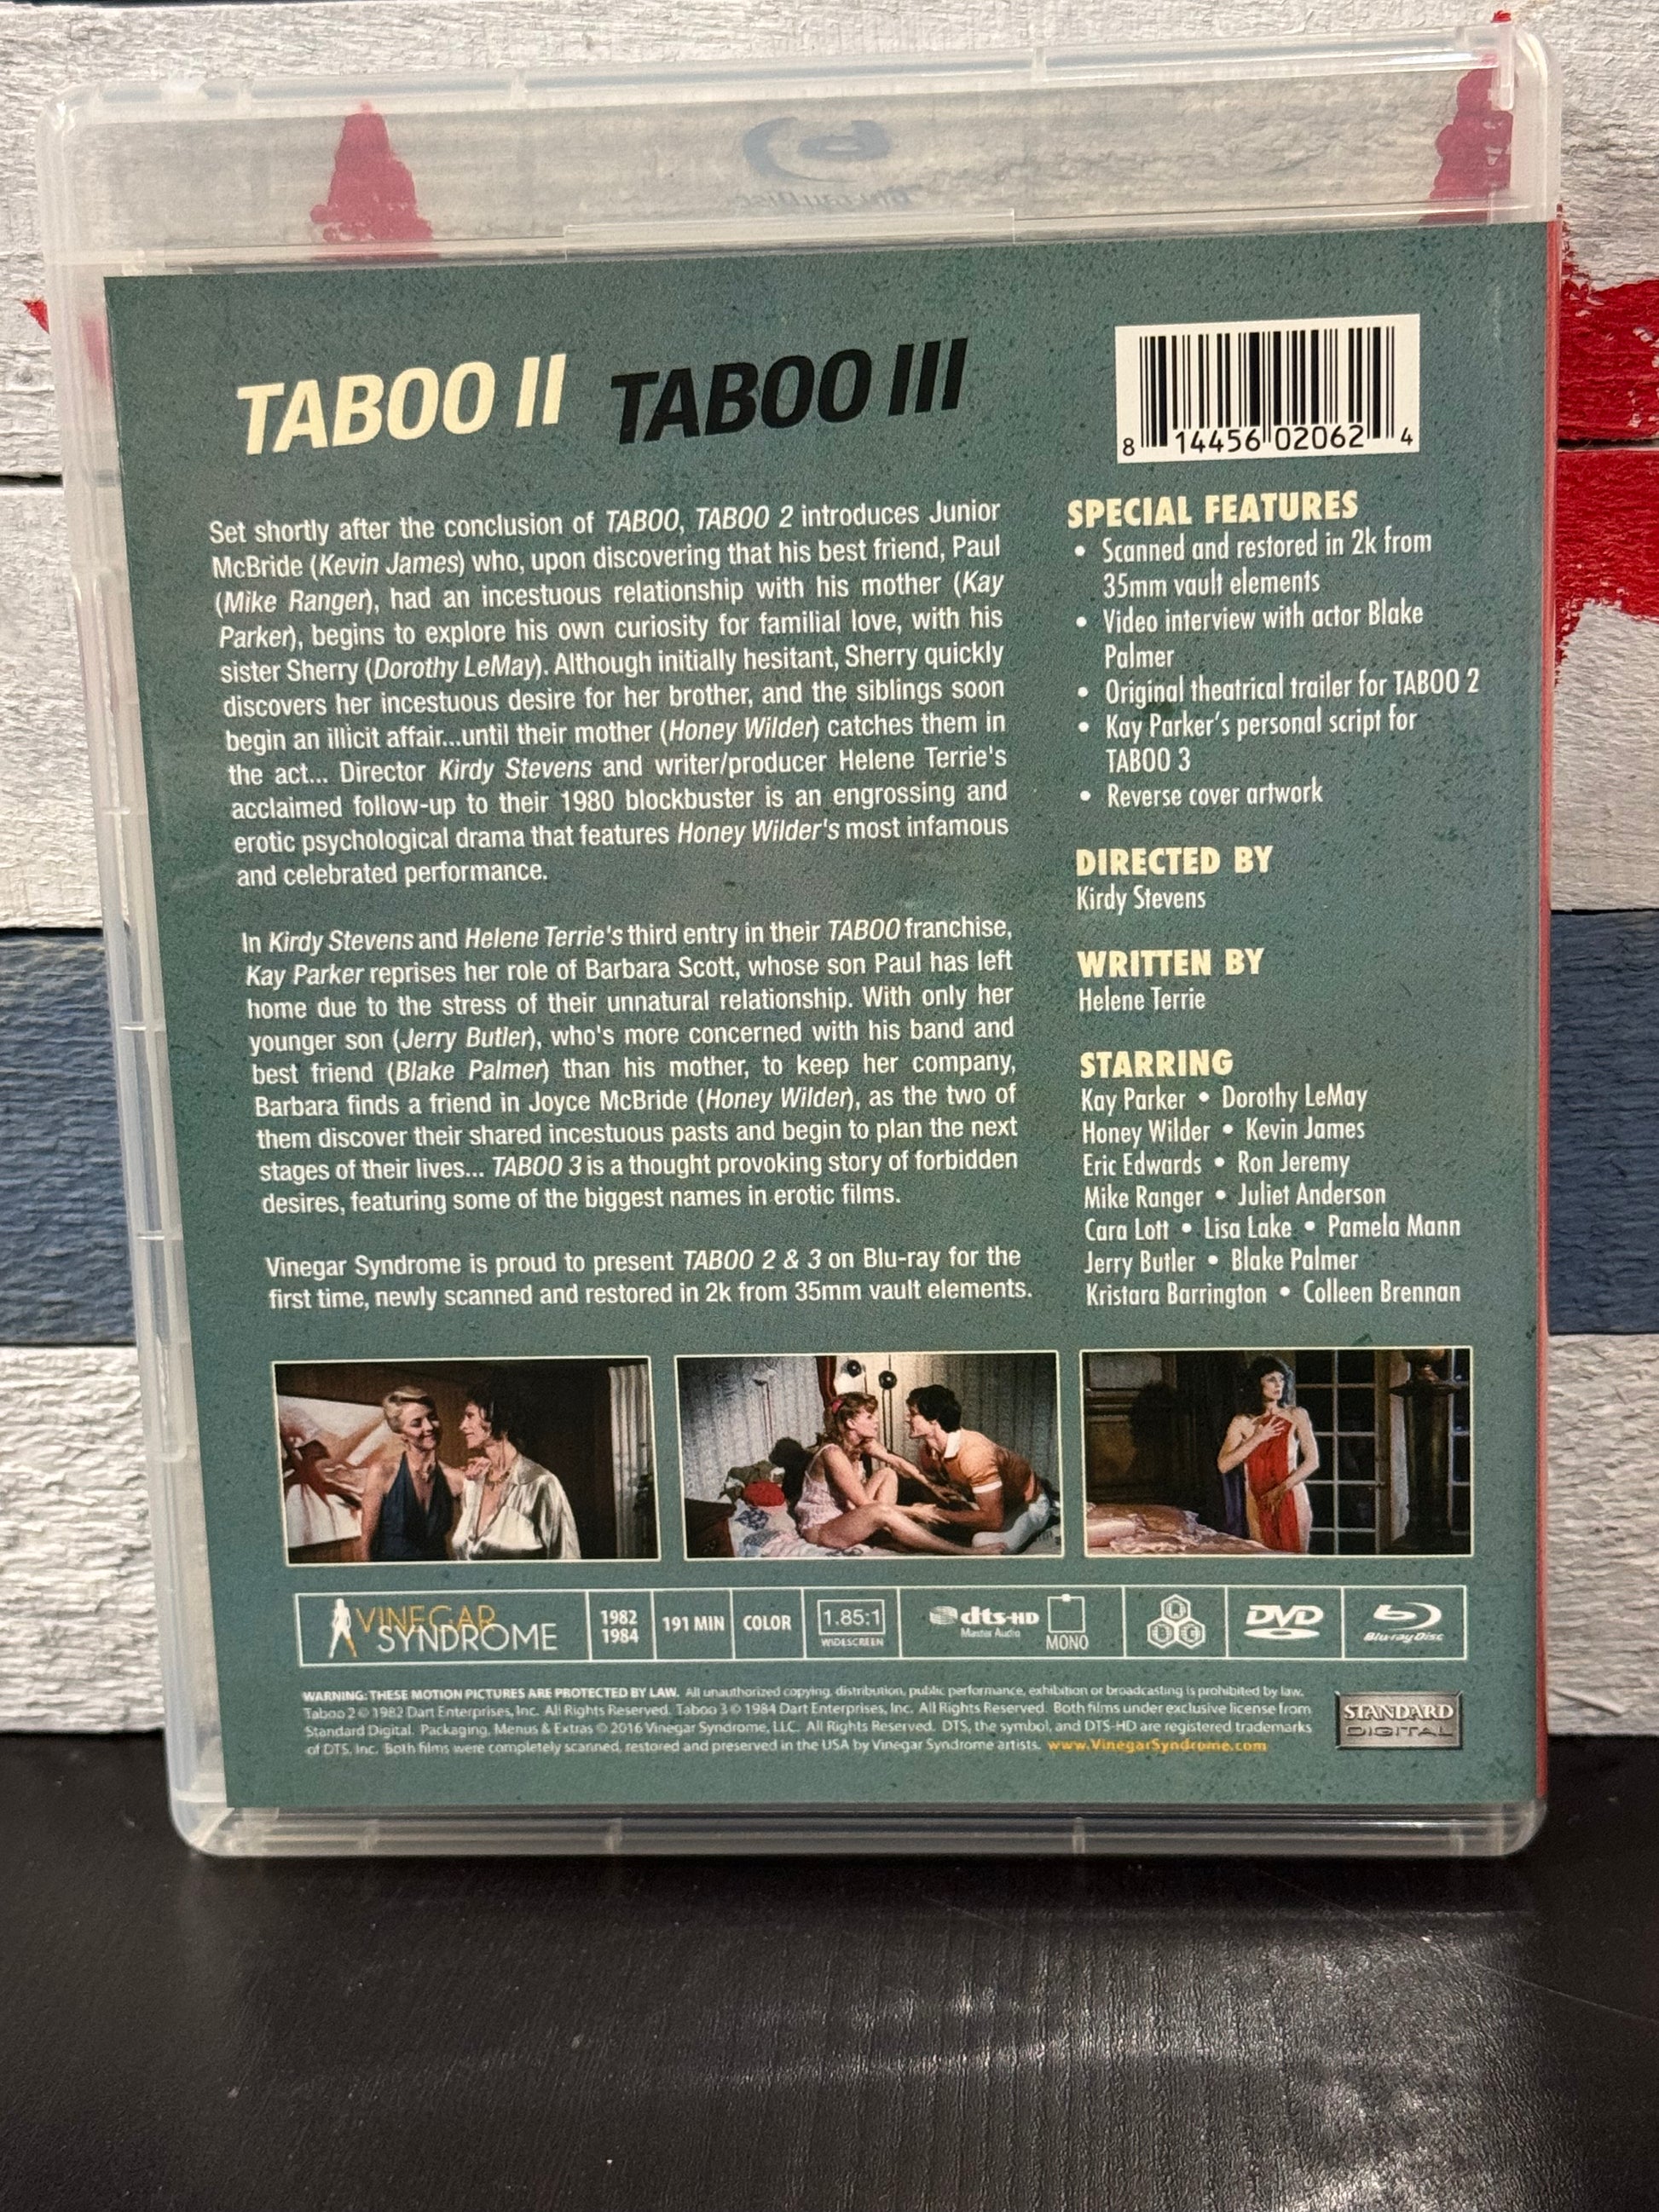 Blu-ray Disc
TABOO II TABOO III
8 14456 02062 4
Set shortly after the conclusion of TABOO, TABOO 2 introduces Junior
McBride (Kevin James) who, upon discovering that his best friend, Paul
(Mike Ranger), had an incestuous relationship with his mother (Kay
Parker), begins to explore his own curiosity for familial love, with his
sister Sherry (Dorothy LeMay). Although initially hesitant, Sherry quickly
discovers her incestuous desire for her brother, and the siblings soon
begin an illicit affair...until their mother (Honey Wilder) catches them in
the act... Director Kirdy Stevens and writer/producer Helene Terrie's
acclaimed follow-up to their 1980 blockbuster is an engrossing and
erotic psychological drama that features Honey Wilder's most infamous
and celebrated performance.
In Kirdy Stevens and Helene Terrie's third entry in their TABOO franchise,
Kay Parker reprises her role of Barbara Scott, whose son Paul has left
home due to the stress of their unnatural relationship. With only her
younger son (Jerry Butler), who's more concerned with his band and
best friend (Blake Palmer) than his mother, to keep her company,
Barbara finds a friend in Joyce McBride (Honey Wilder), as the two of
them discover their shared incestuous pasts and begin to plan the next
stages of their lives... TABOO 3 is a thought provoking story of forbidden
desires, featuring some of the biggest names in erotic films.
Vinegar Syndrome is proud to present TABOO 2 & 3 on Blu-ray for the
first time, newly scanned and restored in 2k from 35mm vault elements.
SPECIAL FEATURES
• Scanned and restored in 2k from
35mm vault elements
• Video interview with actor Blake
Palmer
• Original theatrical trailer for TABOO 2
• Kay Parker's personal script for
TABOO 3
• Reverse cover artwork
DIRECTED BY
Kirdy Stevens
WRITTEN BY
Helene Terrie
STARRING
Kay Parker • Dorothy LeMay
Honey Wilder • Kevin James
Eric Edwards • Ron Jeremy
Mike Ranger • Juliet Anderson
Cara Lott • Lisa Lake • Pamela Mann
Jerry Butler • Blake Palmer
Kristara Barrington • Colleen Brennan
VINEGAR
SYNDROME
1982
1984
191 MIN
COLOR
1.85:1
WIDESCREEN
dts-HD
Master Audio
MONO
DVD
Blu-ray Disc
WARNING: THESE MOTION PICTURES ARE PROTECTED BY LAW. All unauthorized copying, distribution, public performance, exhibition or broadcasting is prohibited by law.
Taboo 2 © 1982 Dart Enterprises, Inc. All Rights Reserved. Taboo 3 © 1984 Dart Enterprises, Inc. All Rights Reserved. Both films under exclusive license from
Standard Digital. Packaging, Menus & Extras © 2016 Vinegar Syndrome, LLC. All Rights Reserved. DTS, the symbol, and DTS-HD are registered trademarks
of DTS, Inc. Both films were completely scanned, restored and preserved in the USA by Vinegar Syndrome artists. www.VinegarSyndrome.com
STANDARD
DIGITAL